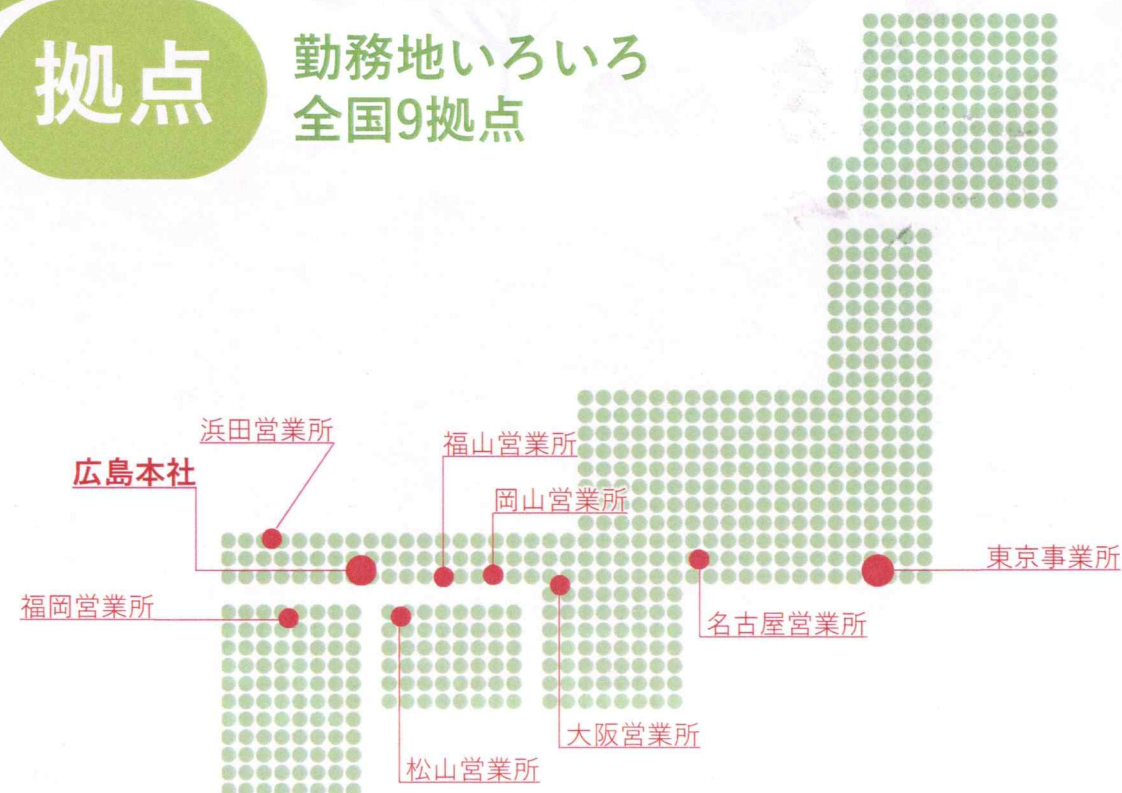 拠点
勤務地いろいろ
全国9拠点
浜田営業所
福山営業所
広島本社
岡山営業所
東京事業所
福岡営業所
名古屋営業所
大阪営業所
松山営業所